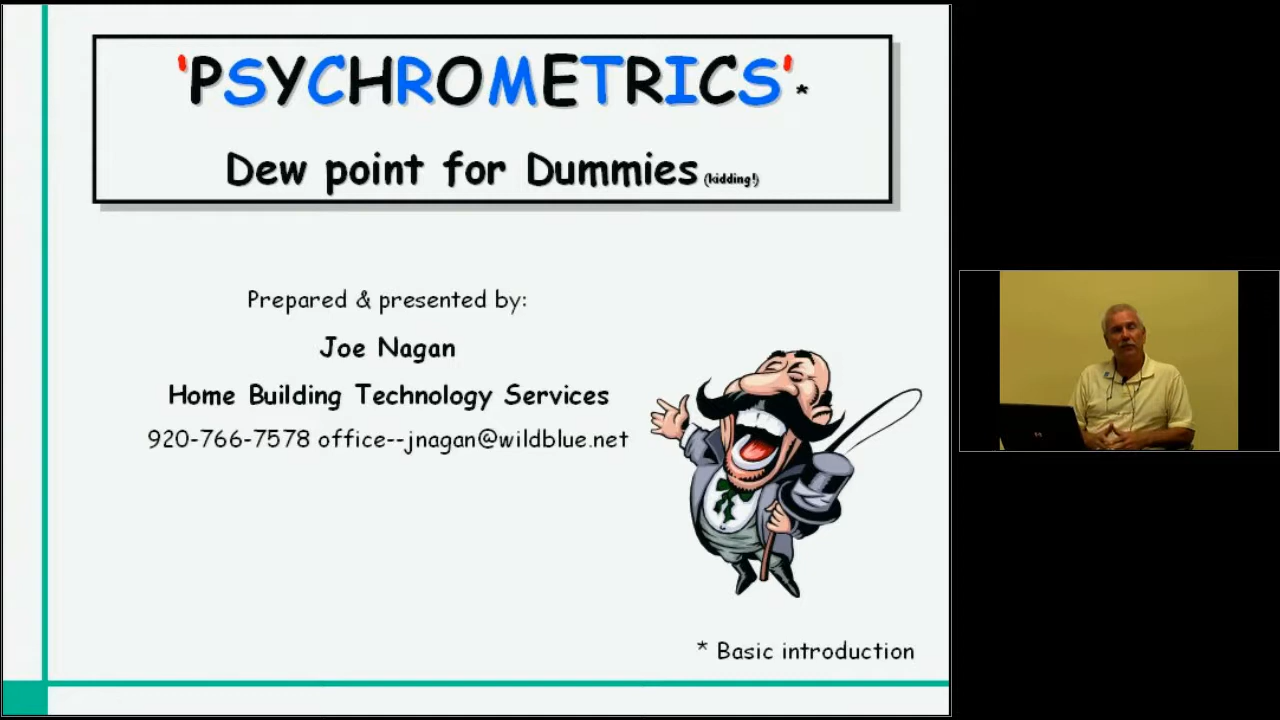 'PSYCHROMETRICS'*
Dew point for Dummies (kidding!)
Prepared & presented by:
Joe Nagan
Home Building Technology Services
920-766-7578 office--jnagan@wildblue.net
* Basic introduction